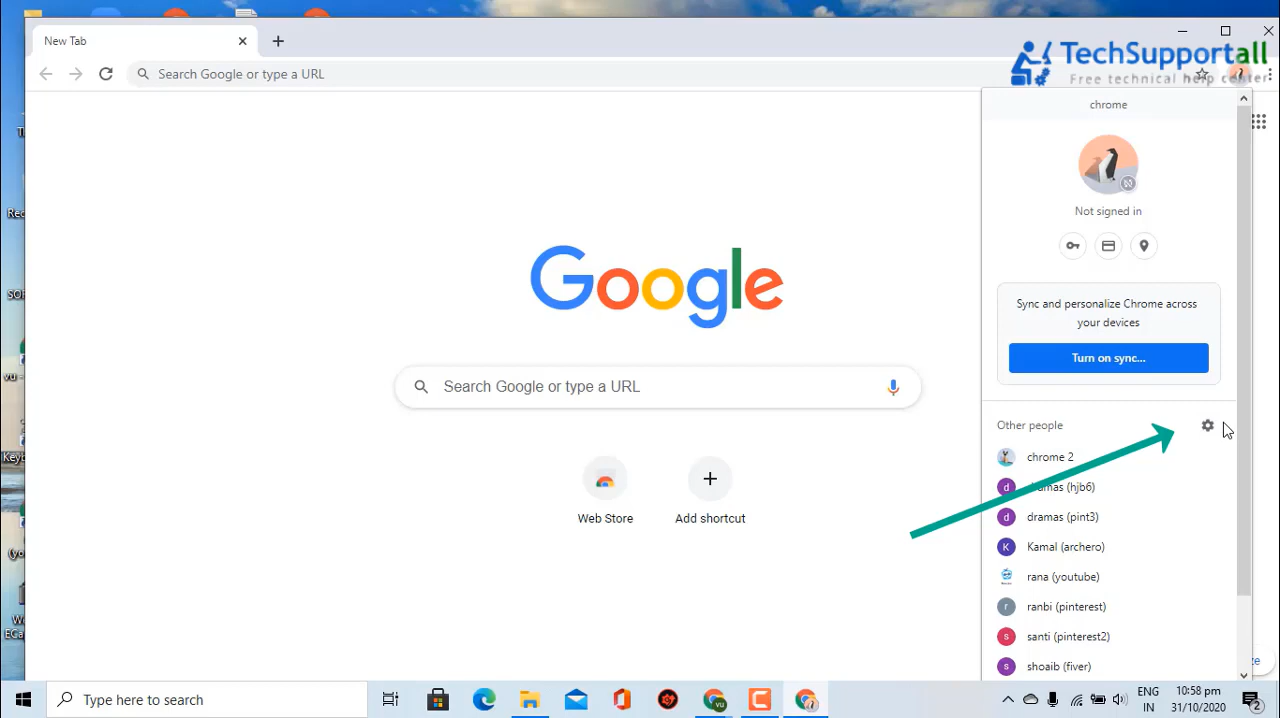 New Tab
TechSupportall
Free technical help center
Search Google or type a URL
chrome
Not signed in
Google
Sync and personalize Chrome across
your devices
Turn on sync...
Search Google or type a URL
Other people
chrome 2
(hjb6)
dramas (pint3)
Kamal (archero)
rana (youtube)
ranbi (pinterest)
santi (pinterest2)
shoaib (fiver)
Web Store
Add shortcut
Type here to search
ENG
IN
10:58 pm
31/10/2020
2